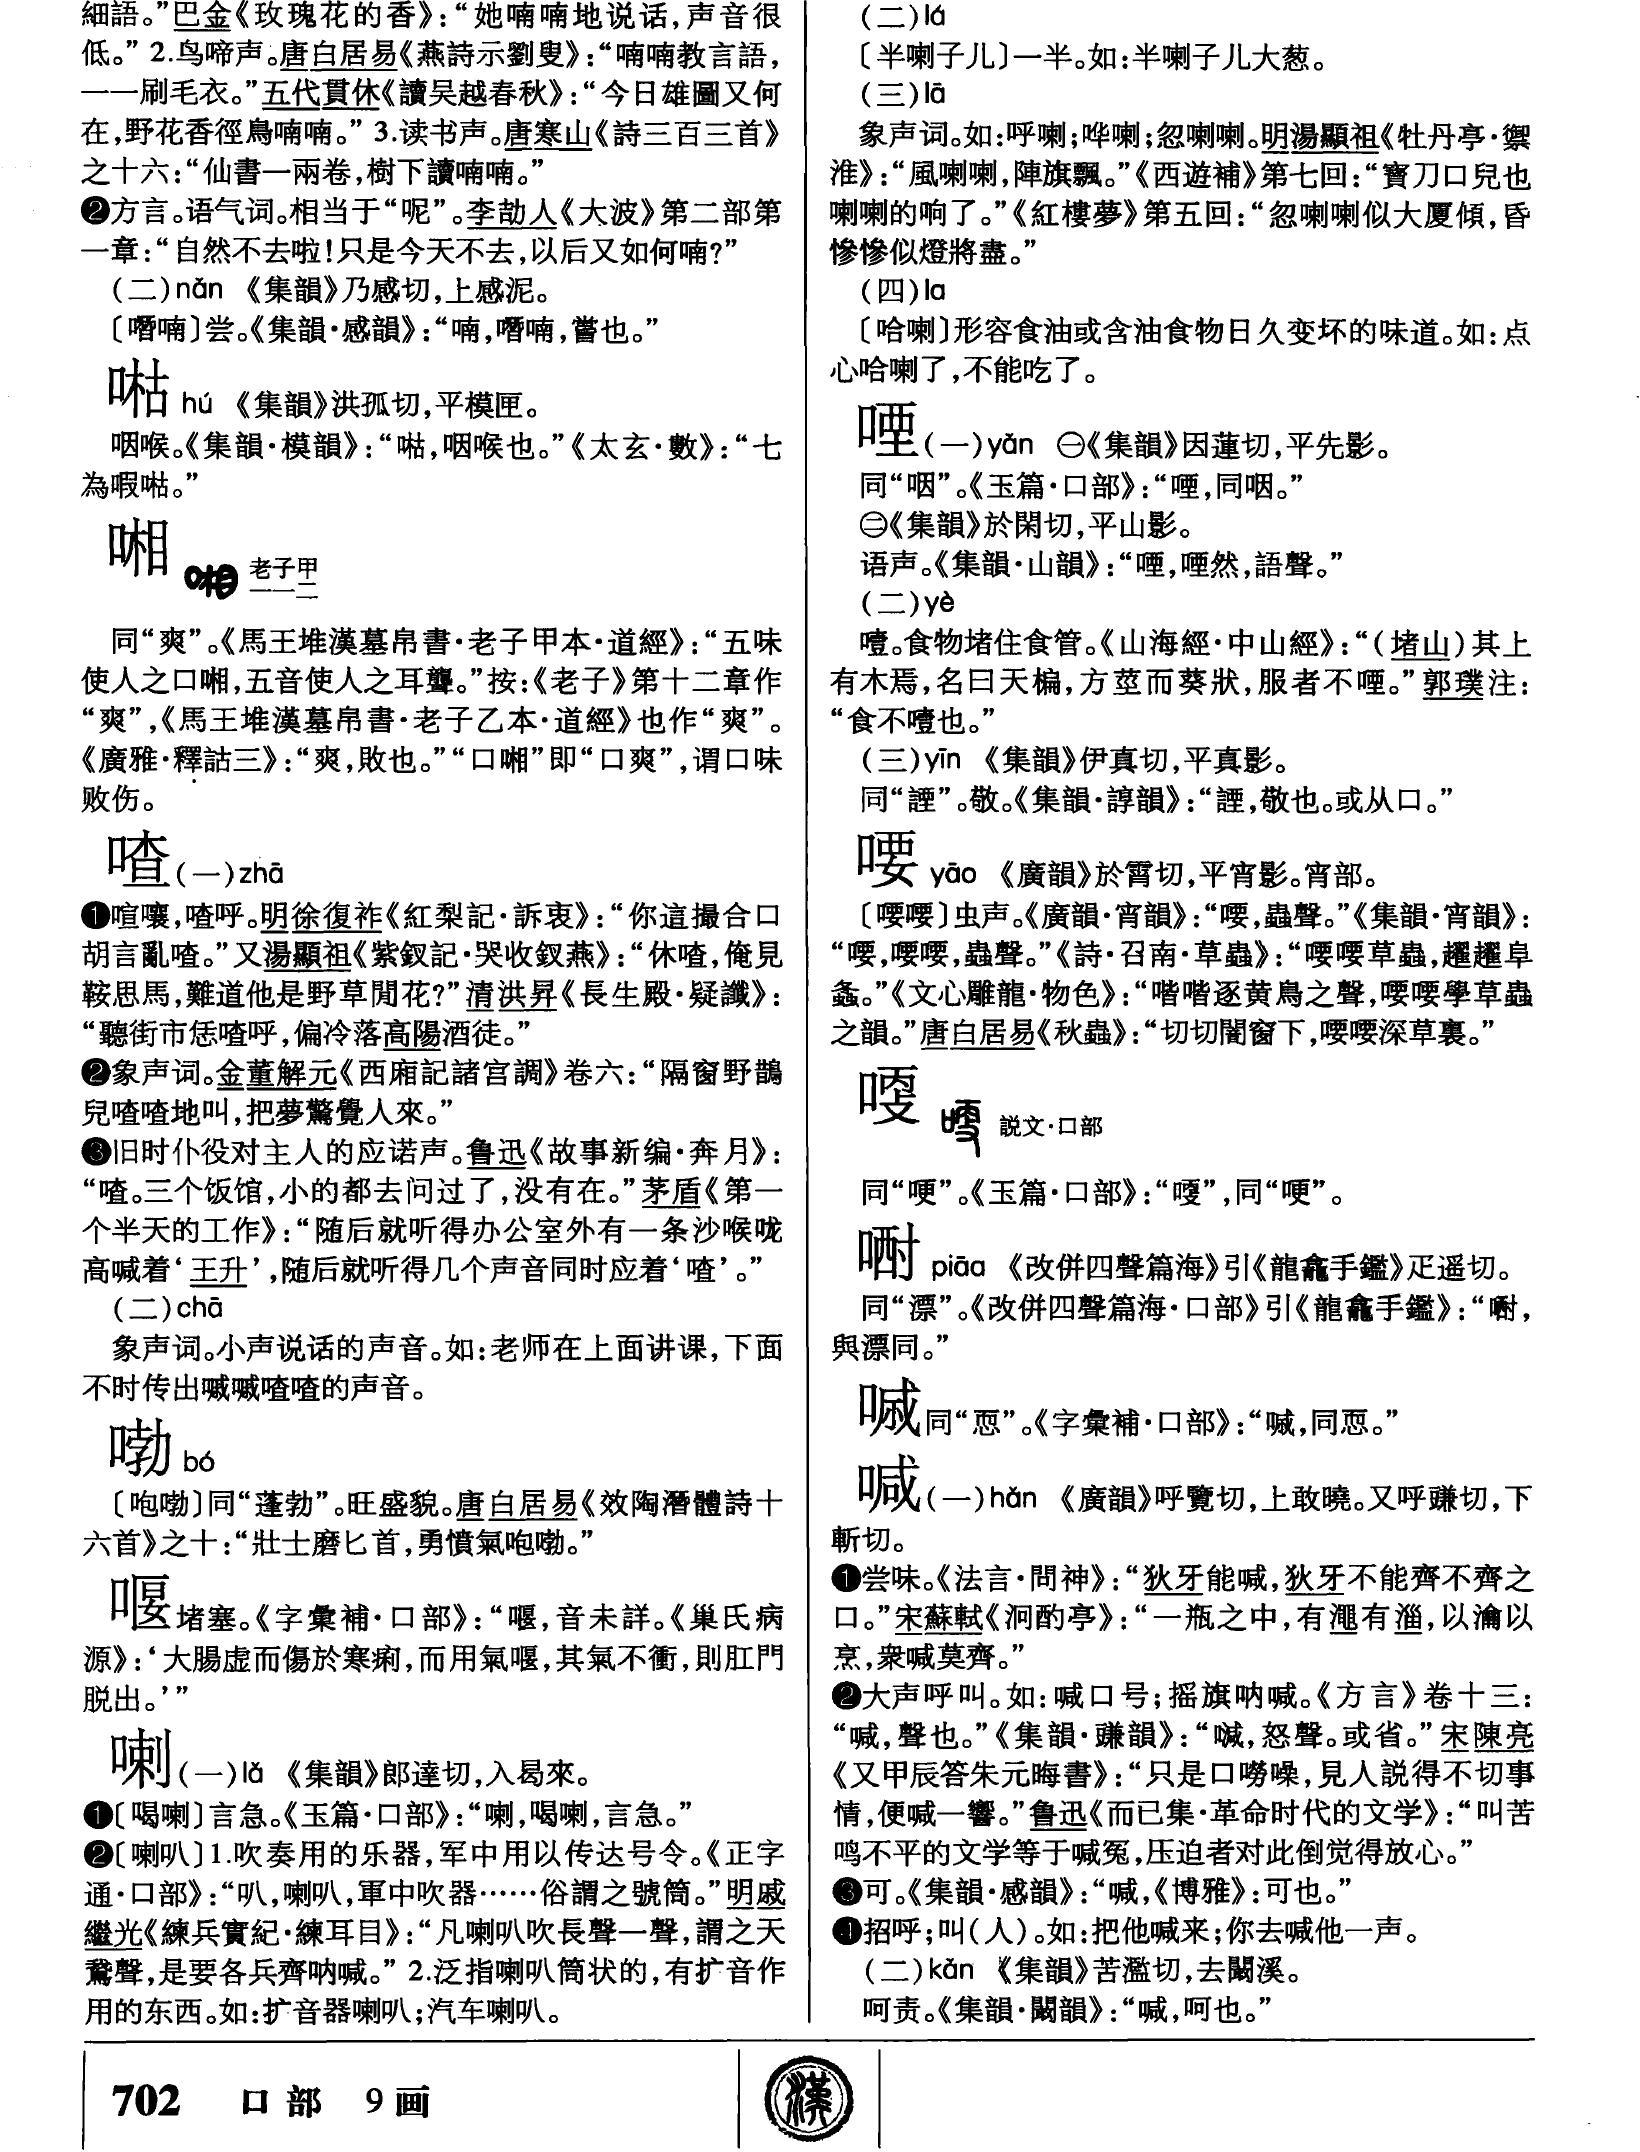 細語。”巴金《玫瑰花的香》：“她喃喃地说话，声音很
低。” 2.鸟啼声。唐白居易《燕詩示劉叟》：“喃喃教言語，
一一刷毛衣。”五代貫休《讀吴越春秋》：“今日雄圖又何
在，野花香徑鳥喃喃。” 3.读书声。唐寒山《詩三百三首》
之十六：“仙書一兩卷，樹下讀喃喃。”
❷方言。语气词。相当于“呢”。李劼人《大波》第二部第
一章：“自然不去啦！只是今天不去，以后又如何喃？”
（二）nǎn 《集韻》乃感切，上感泥。
〔㗔喃〕尝。《集韻·感韻》：“喃，㗔喃，嘗也。”
㗅 hú 《集韻》洪孤切，平模匣。
咽喉。《集韻·模韻》：“㗅，咽喉也。”《太玄·數》：“七
為㗇㗅。”
𠷹 老子甲
一一二
同“爽”。《馬王堆漢墓帛書·老子甲本·道經》：“五味
使人之口𠷹，五音使人之耳聾。”按：《老子》第十二章作
“爽”，《馬王堆漢墓帛書·老子乙本·道經》也作“爽”。
《廣雅·釋詁三》：“爽，敗也。”“口𠷹”即“口爽”，谓口味
败伤。
喳（一）zhā
❶喧嚷，喳呼。明徐復祚《紅梨記·訴衷》：“你這撮合口
胡言亂喳。”又湯顯祖《紫釵記·哭收釵燕》：“休喳，俺見
鞍思馬，難道他是野草閒花？”清洪昇《長生殿·疑讖》：
“聽街市恁喳呼，偏冷落高陽酒徒。”
❷象声词。金董解元《西廂記諸宫調》卷六：“隔窗野鵲
兒喳喳地叫，把夢驚覺人來。”
❸旧时仆役对主人的应诺声。鲁迅《故事新编·奔月》：
“喳。三个饭馆，小的都去问过了，没有在。”茅盾《第一
个半天的工作》：“随后就听得办公室外有一条沙喉咙
高喊着‘王升’，随后就听得几个声音同时应着‘喳’。”
（二）chā
象声词。小声说话的声音。如：老师在上面讲课，下面
不时传出喊喊喳喳的声音。
㗘 bó
〔咆㗘〕同“蓬勃”。旺盛貌。唐白居易《效陶潛體詩十
六首》之十：“壯士磨匕首，勇憤氣咆㗘。”
㗃堵塞。《字彙補·口部》：“㗃，音未詳。《巢氏病
源》：‘大腸虚而傷於寒痢，而用氣㗃，其氣不衝，則肛門
脱出。’”
喇（一）lǎ 《集韻》郎達切，入曷來。
❶〔喝喇〕言急。《玉篇·口部》：“喇，喝喇，言急。”
❷〔喇叭〕1.吹奏用的乐器，军中用以传达号令。《正字
通·口部》：“叭，喇叭，軍中吹器……俗謂之號筒。”明戚
繼光《練兵實紀·練耳目》：“凡喇叭吹長聲一聲，謂之天
鵞聲，是要各兵齊呐喊。” 2.泛指喇叭筒状的，有扩音作
用的东西。如：扩音器喇叭；汽车喇叭。
（二）lá
〔半喇子儿〕一半。如：半喇子儿大葱。
（三）lā
象声词。如：呼喇；哗喇；忽喇喇。明湯顯祖《牡丹亭·禦
淮》：“風喇喇，陣旗飄。”《西遊補》第七回：“寶刀口兒也
喇喇的响了。”《紅樓夢》第五回：“忽喇喇似大厦傾，昏
慘慘似燈將盡。”
（四）la
〔哈喇〕形容食油或含油食物日久变坏的味道。如：点
心哈喇了，不能吃了。
㖶（一）yān ㊀《集韻》因蓮切，平先影。
同“咽”。《玉篇·口部》：“㖶，同咽。”
㊁《集韻》於閑切，平山影。
语声。《集韻·山韻》：“㖶，㖶然，語聲。”
（二）yè
噎。食物堵住食管。《山海經·中山經》：“（堵山）其上
有木焉，名曰天楄，方莖而葵狀，服者不㖶。”郭璞注：
“食不噎也。”
（三）yīn 《集韻》伊真切，平真影。
同“諲”。敬。《集韻·諄韻》：“諲，敬也。或从口。”
喓 yāo 《廣韻》於霄切，平宵影。宵部。
〔喓喓〕虫声。《廣韻·宵韻》：“喓，蟲聲。”《集韻·宵韻》：
“喓，喓喓，蟲聲。”《詩·召南·草蟲》：“喓喓草蟲，趯趯阜
螽。”《文心雕龍·物色》：“喈喈逐黄鳥之聲，喓喓學草蟲
之韻。”唐白居易《秋蟲》：“切切闇窗下，喓喓深草裏。”
説文·口部
同“哽”。《玉篇·口部》：“”，同“哽”。
piāo 《改併四聲篇海》引《龍龕手鑑》疋遥切。
同“漂”。《改併四聲篇海·口部》引《龍龕手鑑》：“，
與漂同。”
同“恧”。《字彙補·口部》：“，同恧。”
喊（一）hǎn 《廣韻》呼覽切，上敢曉。又呼豏切，下
斬切。
❶尝味。《法言·問神》：“狄牙能喊，狄牙不能齊不齊之
口。”宋蘇軾《泂酌亭》：“一瓶之中，有澠有淄，以瀹以
烹，衆喊莫齊。”
❷大声呼叫。如：喊口号；摇旗呐喊。《方言》卷十三：
“喊，聲也。”《集韻·豏韻》：“𠹛，怒聲。或省。”宋陳亮
《又甲辰答朱元晦書》：“只是口嘮噪，見人説得不切事
情，便喊一響。”鲁迅《而已集·革命时代的文学》：“叫苦
鸣不平的文学等于喊冤，压迫者对此倒觉得放心。”
❸可。《集韻·感韻》：“喊，《博雅》：可也。”
❹招呼；叫（人）。如：把他喊来；你去喊他一声。
（二）kǎn 《集韻》苦濫切，去闞溪。
呵责。《集韻·闞韻》：“喊，呵也。”
702 口部 9画
漢